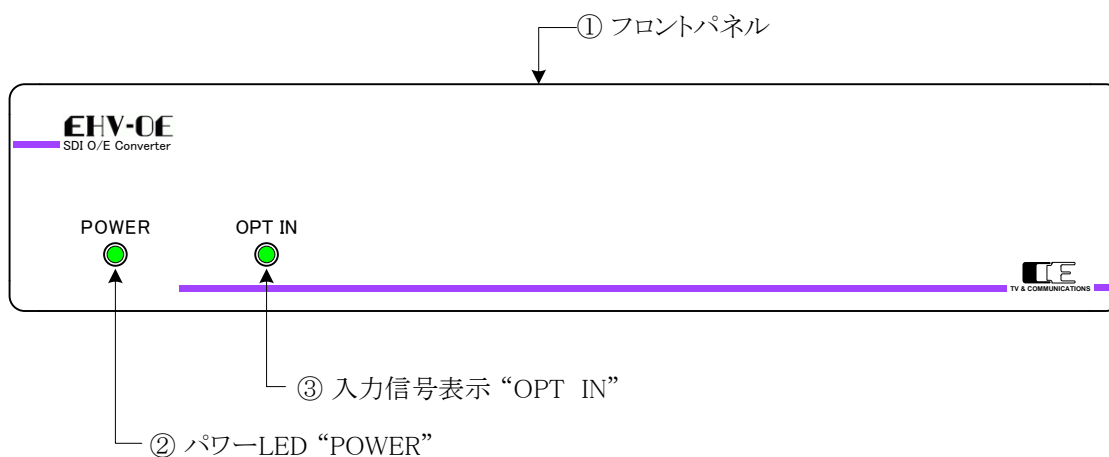 ① フロントパネル
EHV-OE
SDI O/E Converter
POWER
OPT IN
TV & COMMUNICATIONS
③ 入力信号表示 “OPT IN”
② パワーLED “POWER”